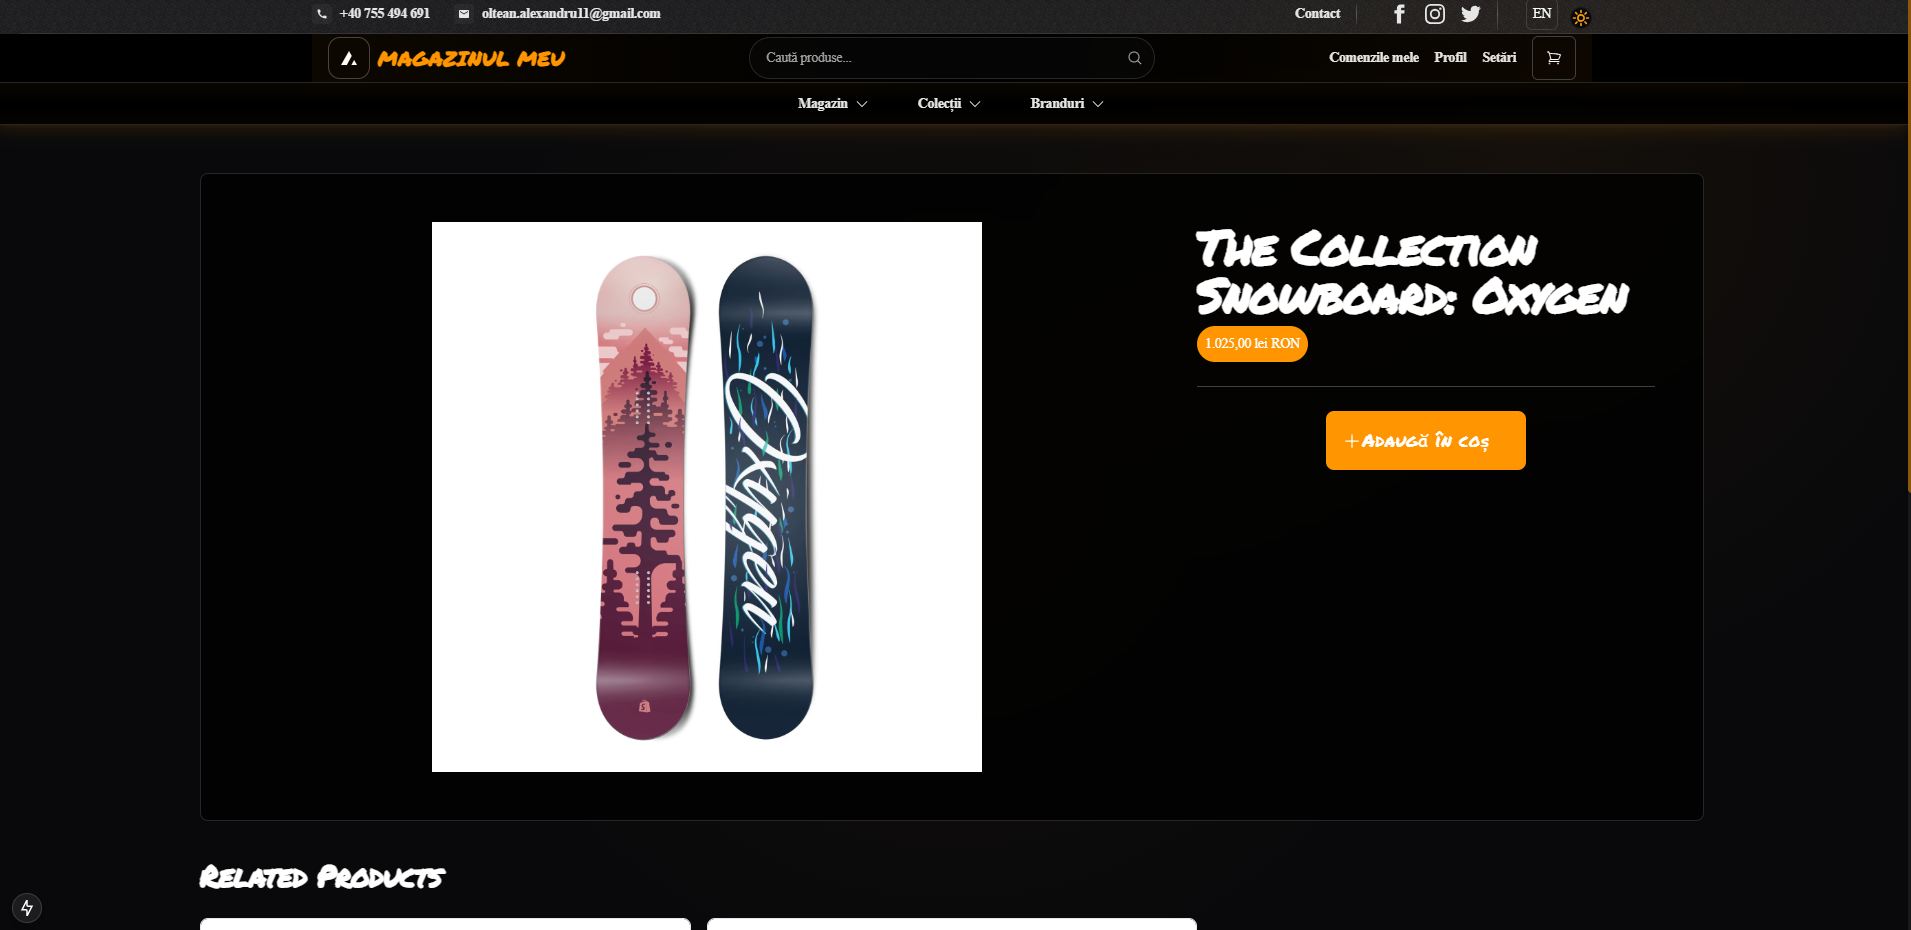 +40 755 494 691 oltean.alexandru11@gmail.com Contact EN
MAGAZINUL MEU Caută produse... Comenzile mele Profil Setări
Magazin Colecții Branduri
The Collection
Snowboard: Oxygen
1.025,00 lei RON
Adaugă în coș
Oxygen
Related Products